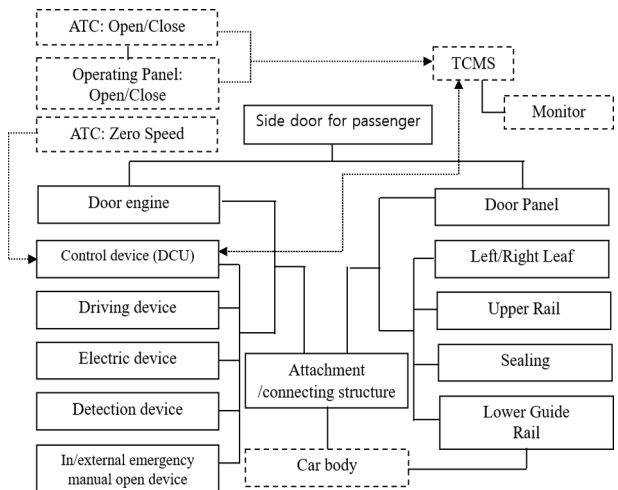 ATC: Open/Close
Operating Panel:
Open/Close
ATC: Zero Speed
TCMS
Monitor
Side door for passenger
Door engine
Control device (DCU)
Driving device
Electric device
Detection device
In/external emergency
manual open device
Attachment
/connecting structure
Car body
Door Panel
Left/Right Leaf
Upper Rail
Sealing
Lower Guide
Rail